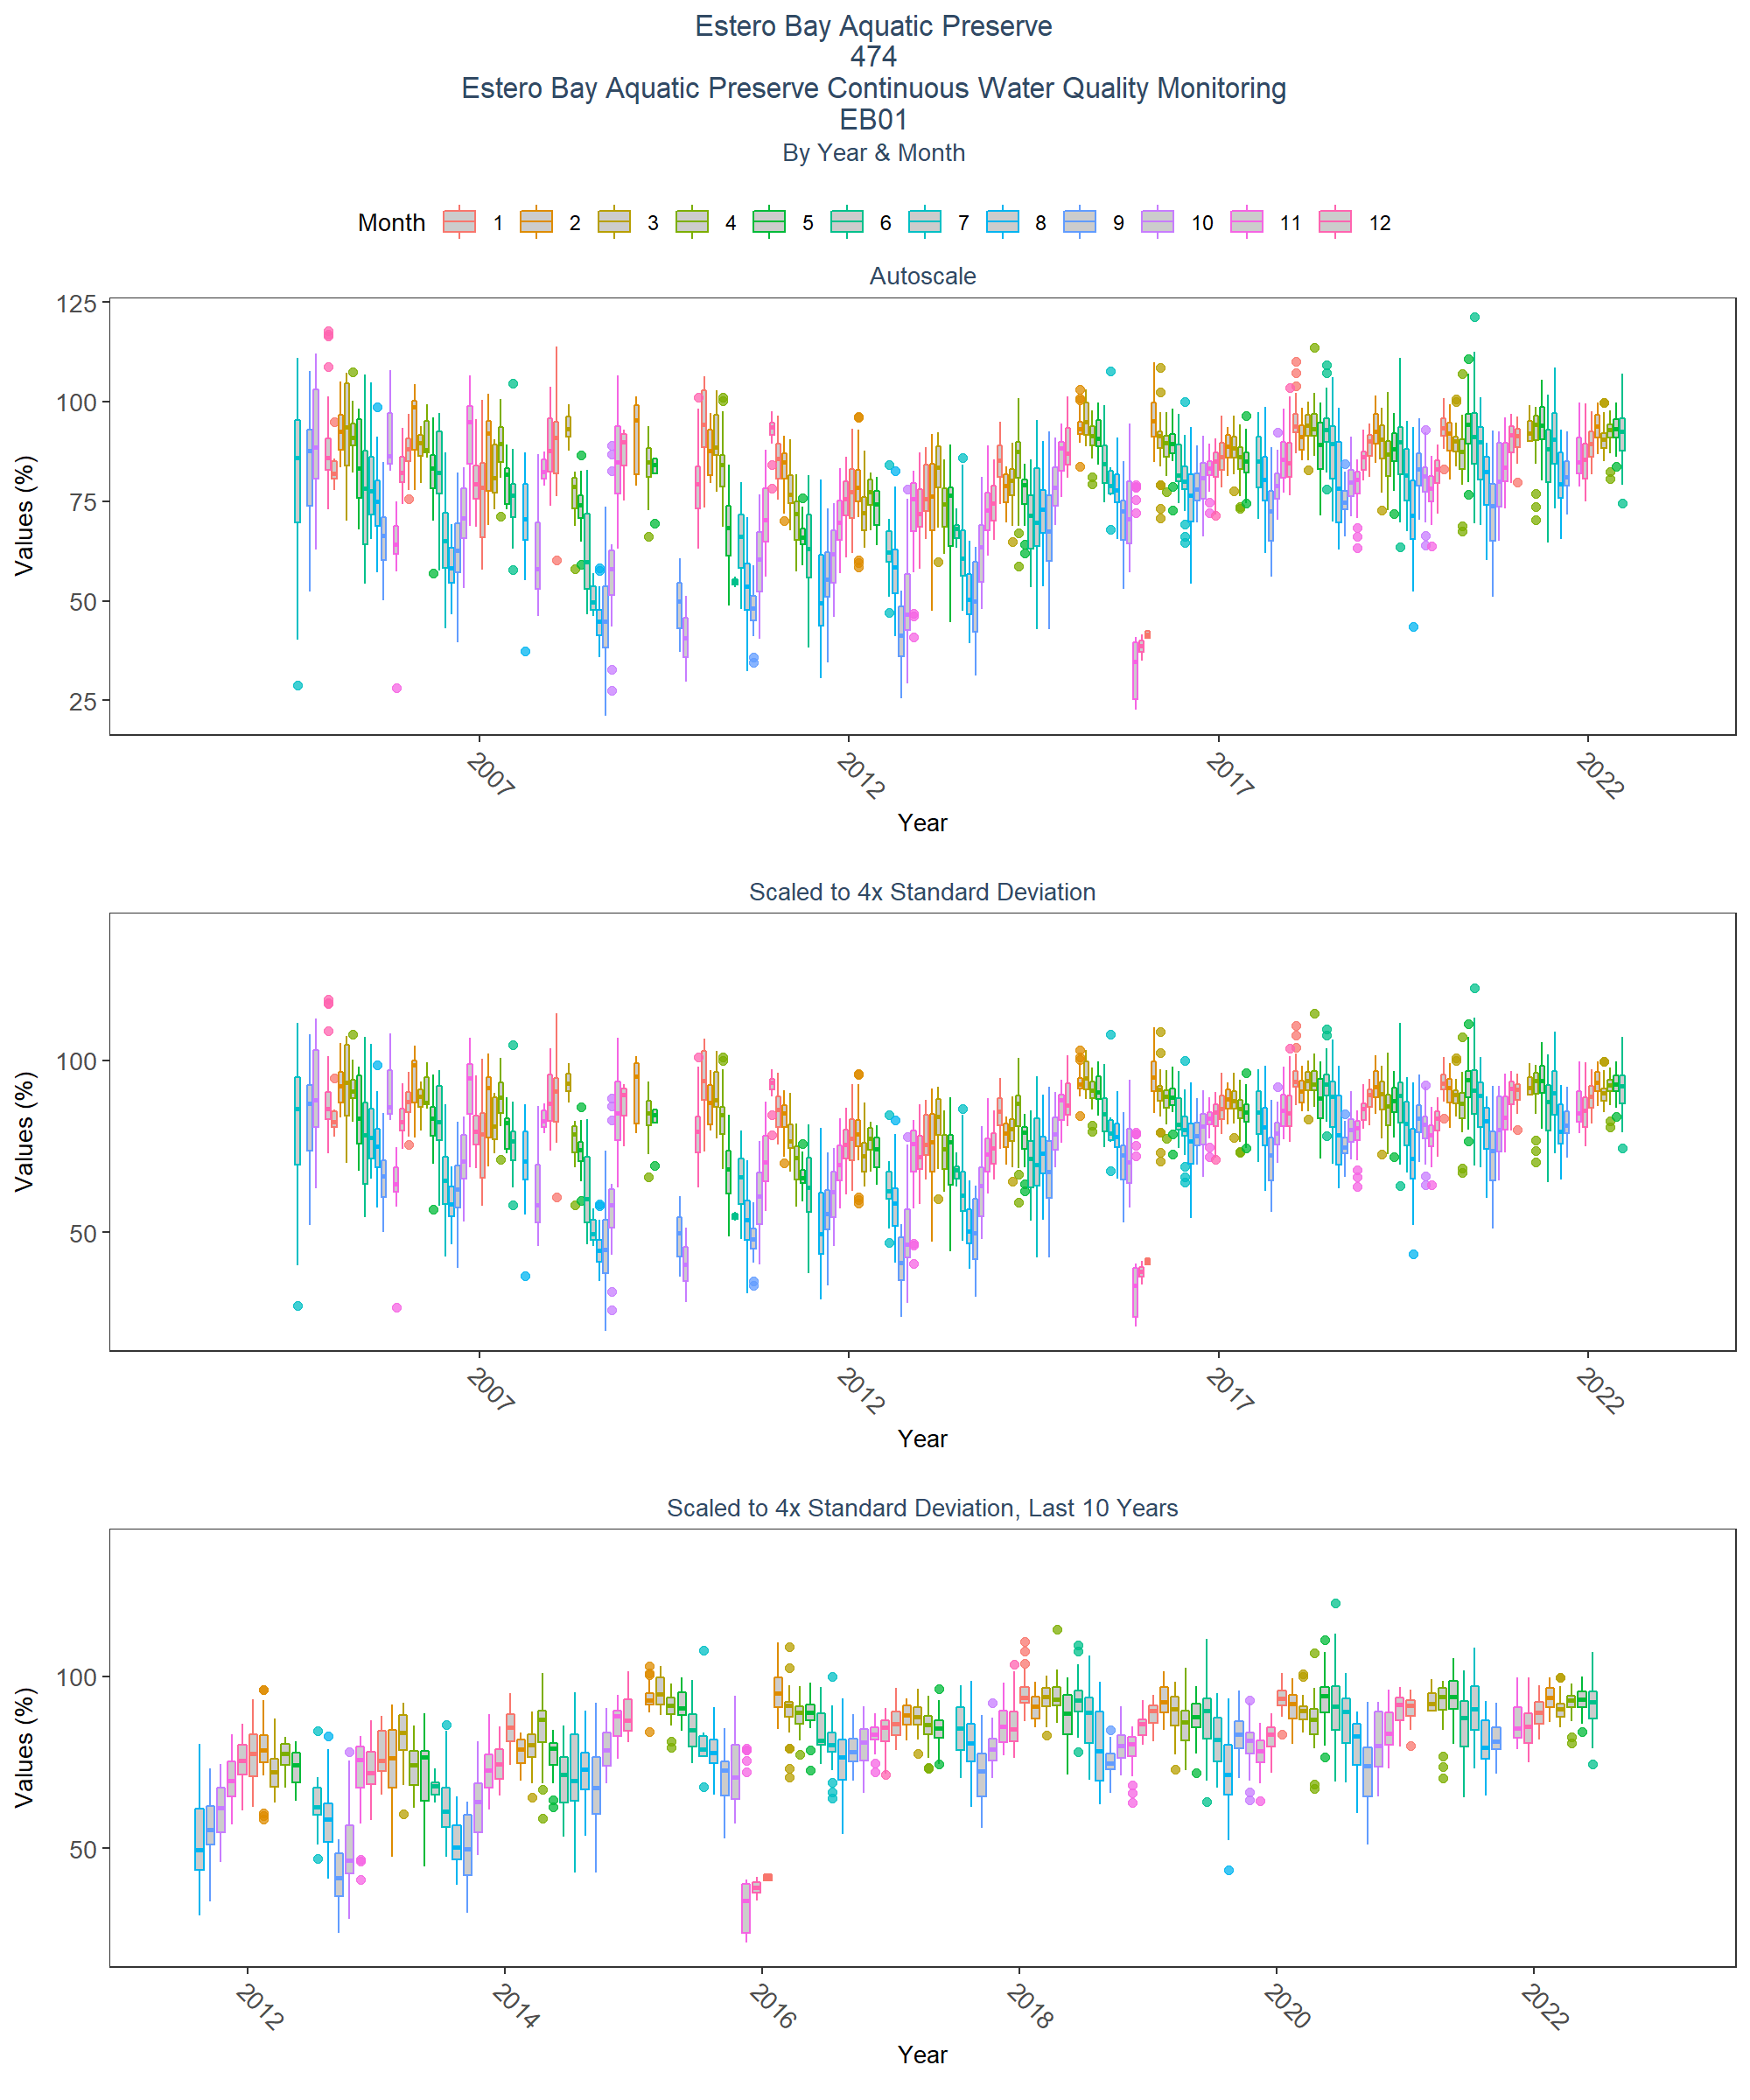 Estero Bay Aquatic Preserve
474
Estero Bay Aquatic Preserve Continuous Water Quality Monitoring
EB01
By Year & Month
Month 1 2 3 4 5 6 7 8 9 10 11 12
Autoscale
Values (%)
125
100
75
50
25
2007 2012 2017 2022
Year
Scaled to 4x Standard Deviation
Values (%)
100
50
2007 2012 2017 2022
Year
Scaled to 4x Standard Deviation, Last 10 Years
Values (%)
100
50
2012 2014 2016 2018 2020 2022
Year